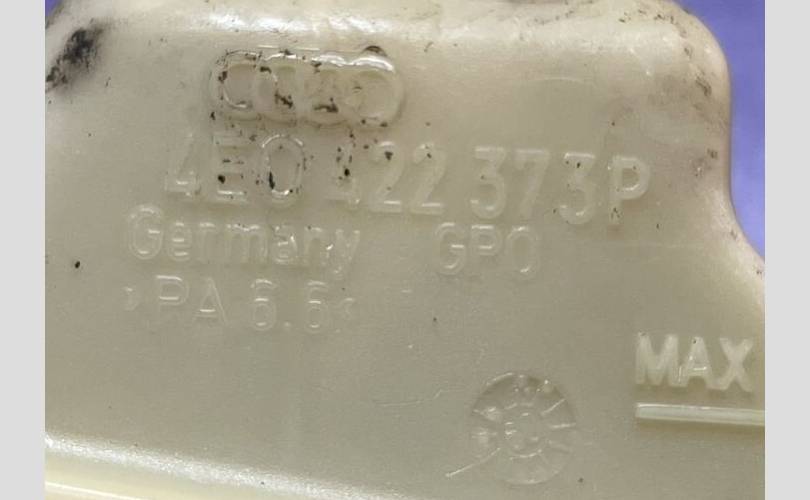 4E0 422 373P
Germany GPO
>PA 6.6<
MAX